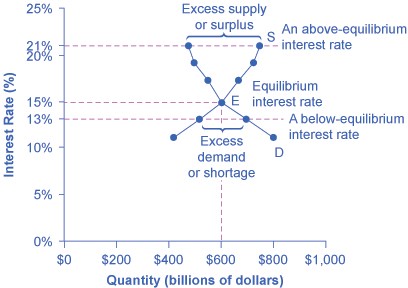 Excess supply
or surplus
25%
S
An above-equilibrium
interest rate
21%
20%
Equilibrium
interest rate
15%
E
13%
A below-equilibrium
interest rate
Excess
demand
or shortage
10%
D
5%
0%
$0
$200
$400
$600
$800
$1,000
Interest Rate (%)
Quantity (billions of dollars)